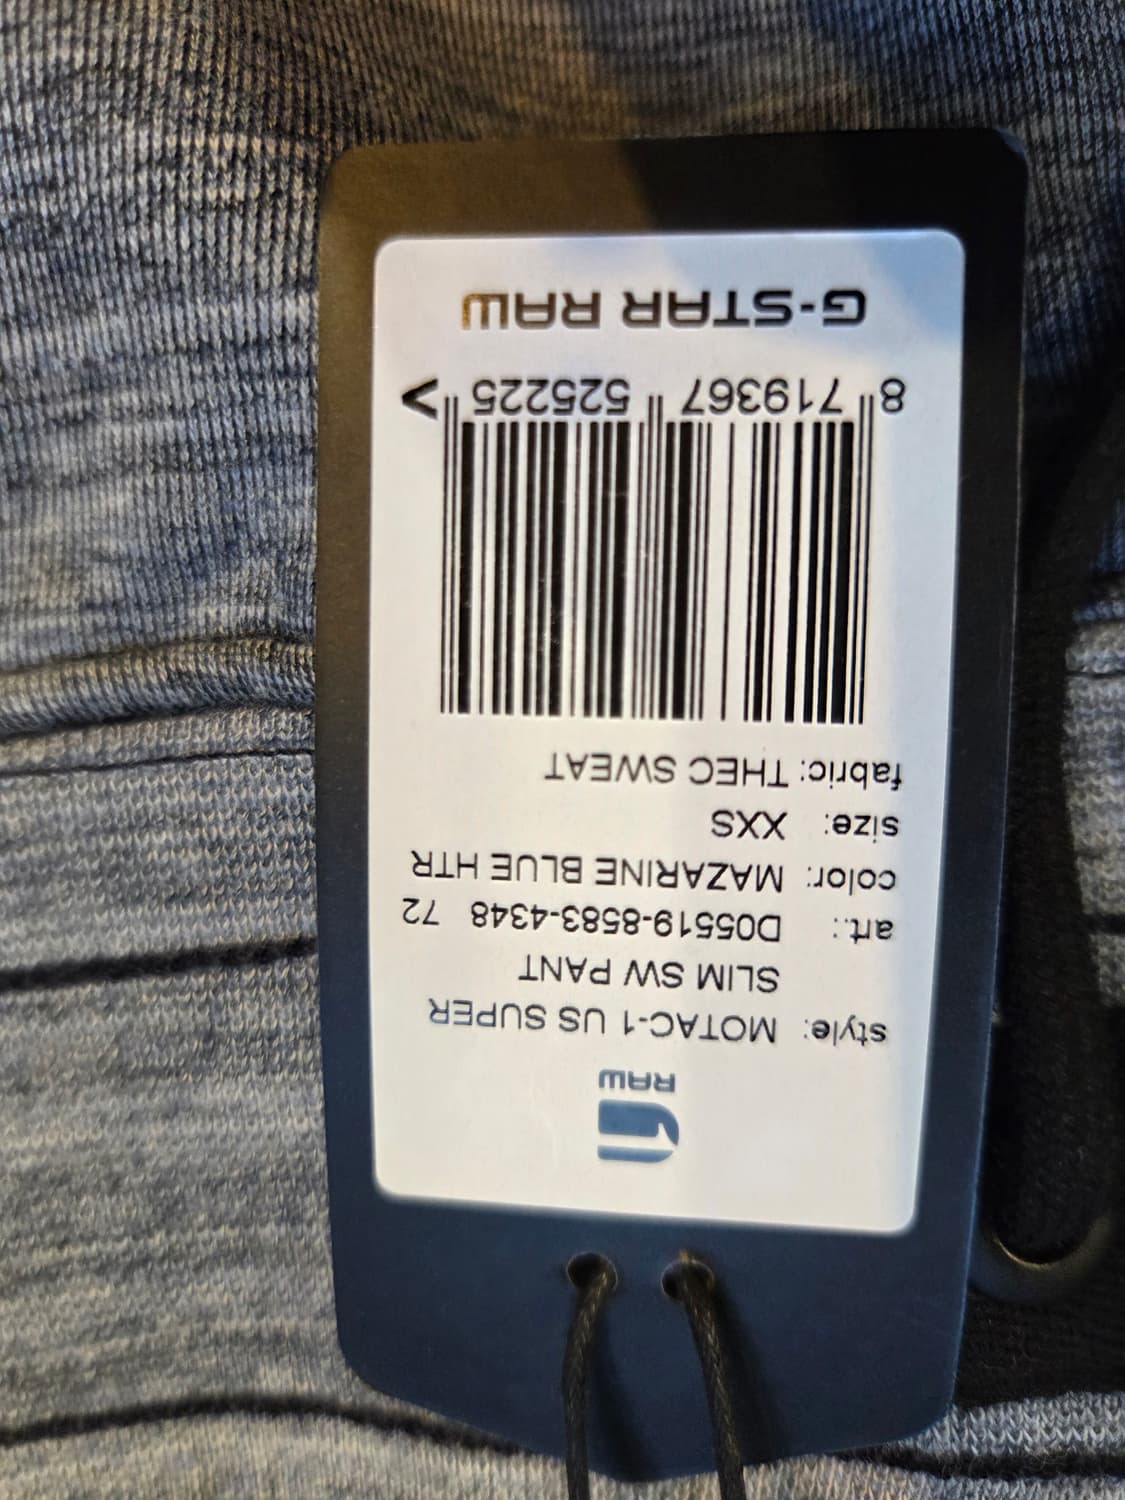 RAW
style: MOTAC-1 US SUPER
SLIM SW PANT
art.: D05519-8583-4348 72
color: MAZARINE BLUE HTR
size: XXS
fabric: THEC SWEAT
8 719367 525225 >
G-STAR RAW